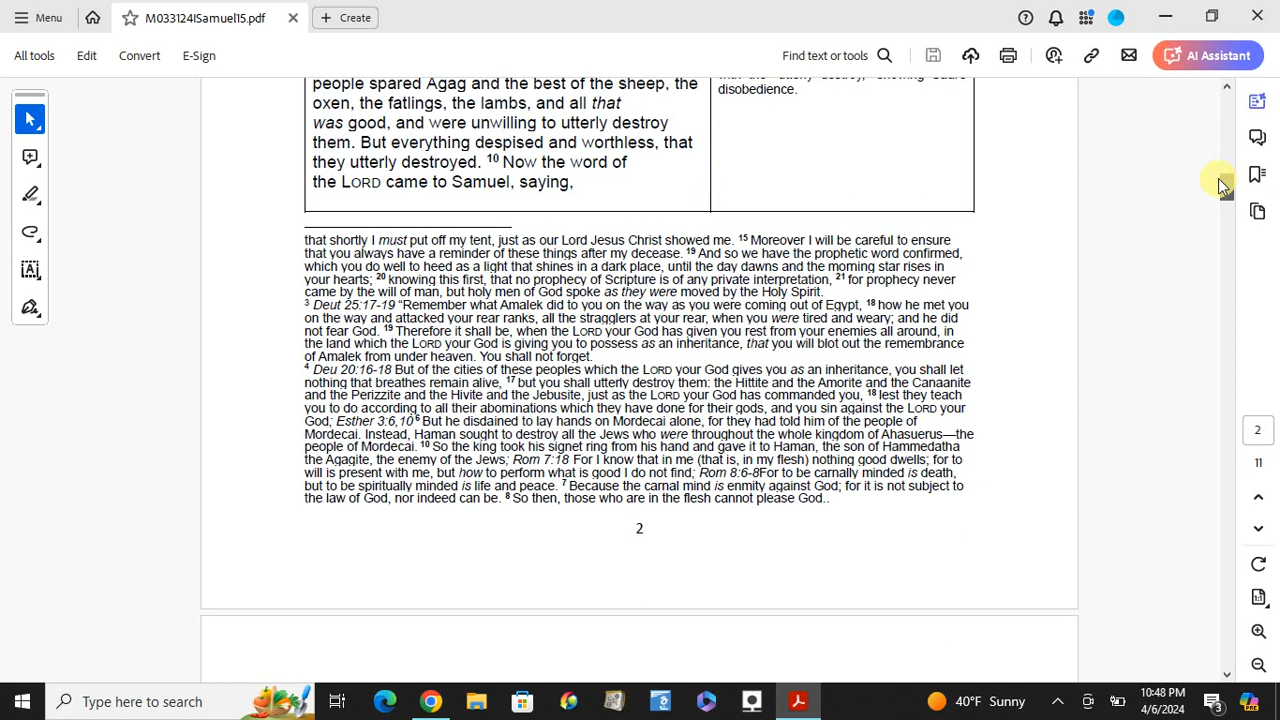 Menu
M033124ISamuel15.pdf
Create
All tools
Edit
Convert
E-Sign
Find text or tools
AI Assistant
people spared Agag and the best of the sheep, the
oxen, the fatlings, the lambs, and all that
was good, and were unwilling to utterly destroy
them. But everything despised and worthless, that
they utterly destroyed. 10 Now the word of
the LORD came to Samuel, saying,
disobedience.
that shortly I must put off my tent, just as our Lord Jesus Christ showed me. 15 Moreover I will be careful to ensure
that you always have a reminder of these things after my decease. 19 And so we have the prophetic word confirmed,
which you do well to heed as a light that shines in a dark place, until the day dawns and the morning star rises in
your hearts; 20 knowing this first, that no prophecy of Scripture is of any private interpretation, 21 for prophecy never
came by the will of man, but holy men of God spoke as they were moved by the Holy Spirit.
3 Deut 25:17-19 “Remember what Amalek did to you on the way as you were coming out of Egypt, 18 how he met you
on the way and attacked your rear ranks, all the stragglers at your rear, when you were tired and weary; and he did
not fear God. 19 Therefore it shall be, when the LORD your God has given you rest from your enemies all around, in
the land which the LORD your God is giving you to possess as an inheritance, that you will blot out the remembrance
of Amalek from under heaven. You shall not forget.
4 Deu 20:16-18 But of the cities of these peoples which the LORD your God gives you as an inheritance, you shall let
nothing that breathes remain alive, 17 but you shall utterly destroy them: the Hittite and the Amorite and the Canaanite
and the Perizzite and the Hivite and the Jebusite, just as the LORD your God has commanded you, 18 lest they teach
you to do according to all their abominations which they have done for their gods, and you sin against the LORD your
God; Esther 3:6,10 6 But he disdained to lay hands on Mordecai alone, for they had told him of the people of
Mordecai. Instead, Haman sought to destroy all the Jews who were throughout the whole kingdom of Ahasuerus—the
people of Mordecai. 10 So the king took his signet ring from his hand and gave it to Haman, the son of Hammedatha
the Agagite, the enemy of the Jews; Rom 7:18 For I know that in me (that is, in my flesh) nothing good dwells; for to
will is present with me, but how to perform what is good I do not find; Rom 8:6-8For to be carnally minded is death,
but to be spiritually minded is life and peace. 7 Because the carnal mind is enmity against God; for it is not subject to
the law of God, nor indeed can be. 8 So then, those who are in the flesh cannot please God..
2
2
11
Type here to search
40°F Sunny
10:48 PM
4/6/2024
3